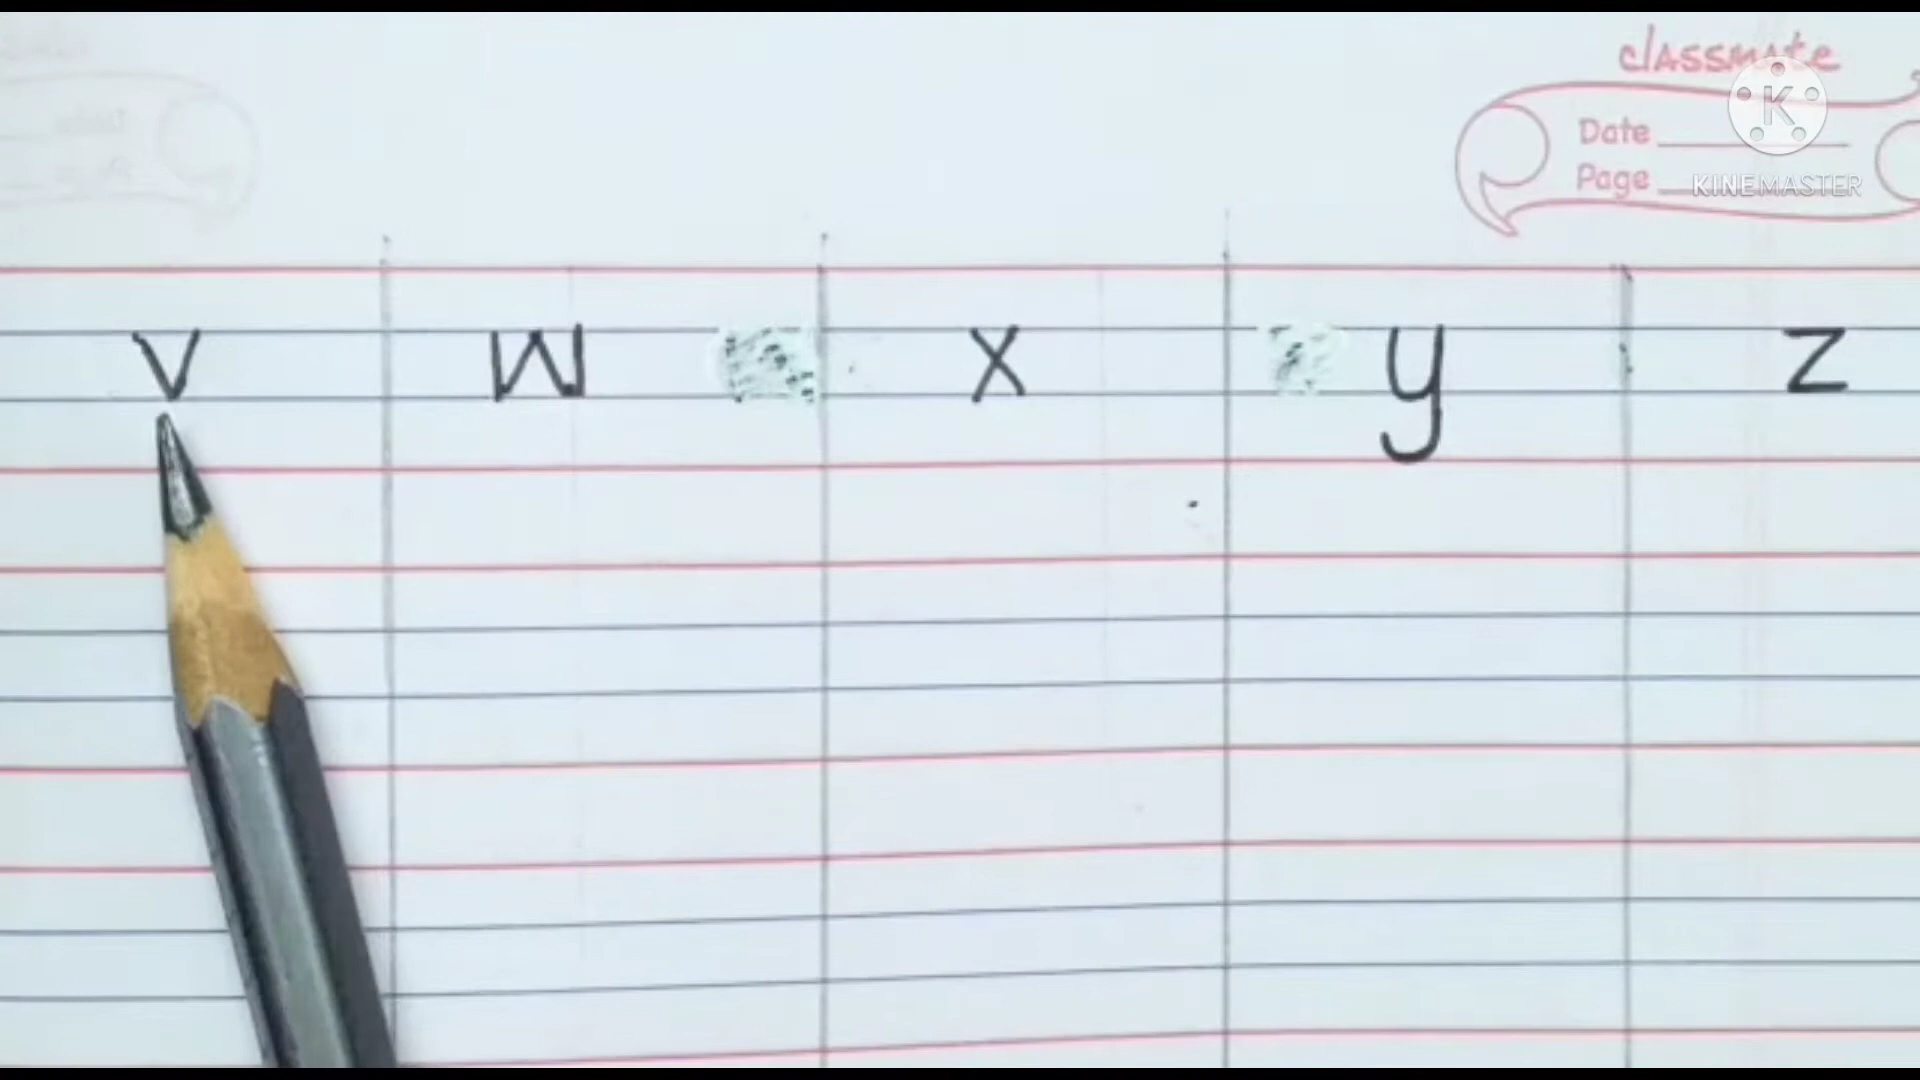 classmate
Date
Page
KINEMASTER
v w x y z